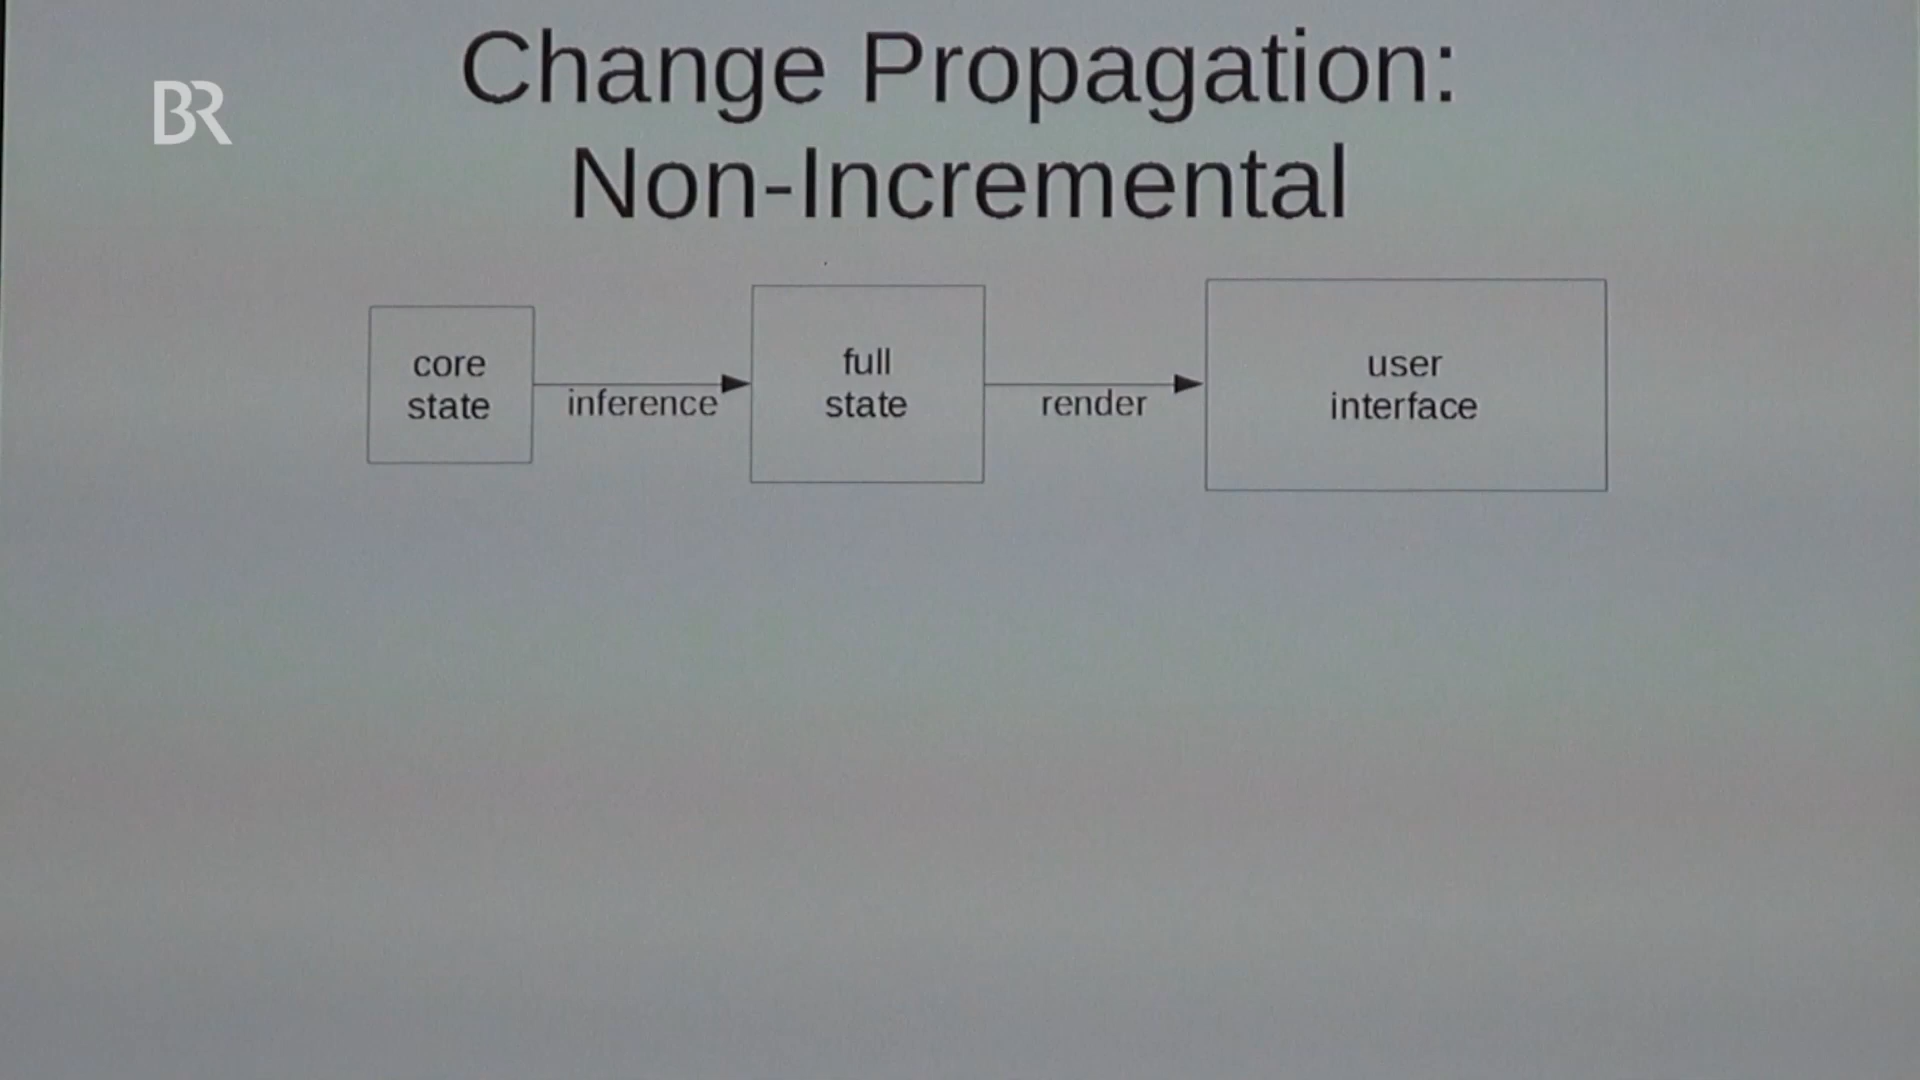 Change Propagation:
Non-Incremental
BR
core
state
inference
full
state
render
user
interface